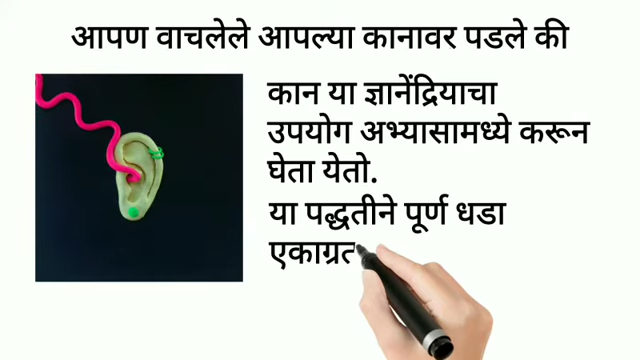 आपण वाचलेले आपल्या कानावर पडले की
कान या ज्ञानेंद्रियाचा
उपयोग अभ्यासामध्ये करून
घेता येतो.
या पद्धतीने पूर्ण धडा